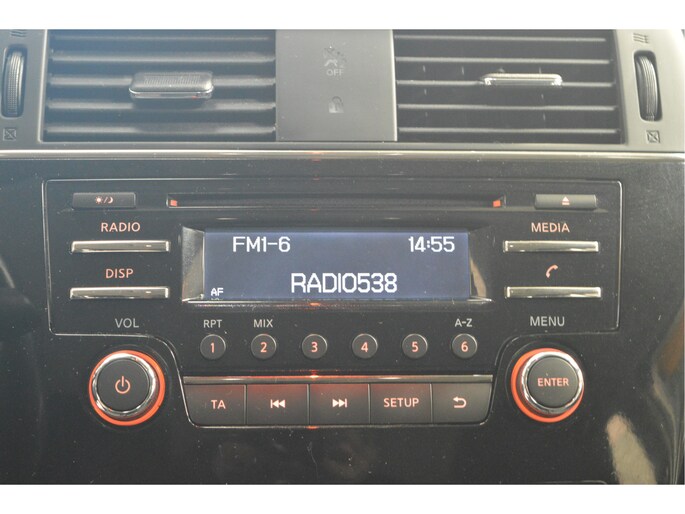 OFF
RADIO
MEDIA
FM1-6 14:55
DISP
RADIO538
AF
VOL
RPT MIX A-Z
MENU
1 2 3 4 5 6
ENTER
TA SETUP